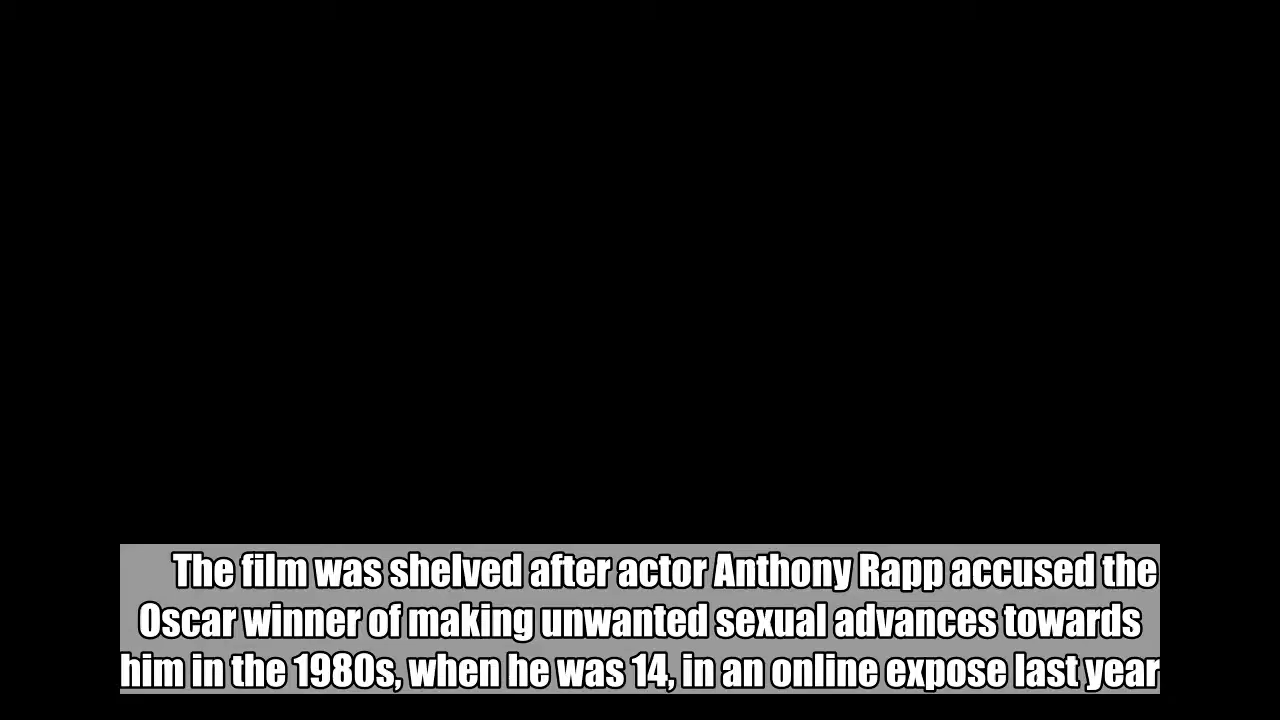 The film was shelved after actor Anthony Rapp accused the
Oscar winner of making unwanted sexual advances towards
him in the 1980s, when he was 14, in an online expose last year